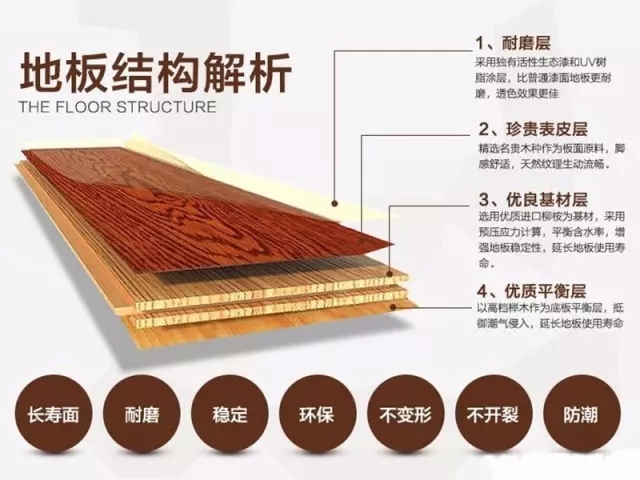 地板结构解析
THE FLOOR STRUCTURE
1、耐磨层
采用独有活性生态漆和UV树
脂涂层，比普通漆面地板更耐
磨，透色效果更佳
2、珍贵表皮层
精选名贵木种作为板面原料，脚
感舒适，天然纹理生动流畅。
3、优良基材层
选用优质进口柳桉为基材，采用
预压应力计算，平衡含水率，增
强地板稳定性，延长地板使用寿
命。
4、优质平衡层
以高档榉木作为底板平衡层，抵
御潮气侵入，延长地板使用寿命
长寿面
耐磨
稳定
环保
不变形
不开裂
防潮